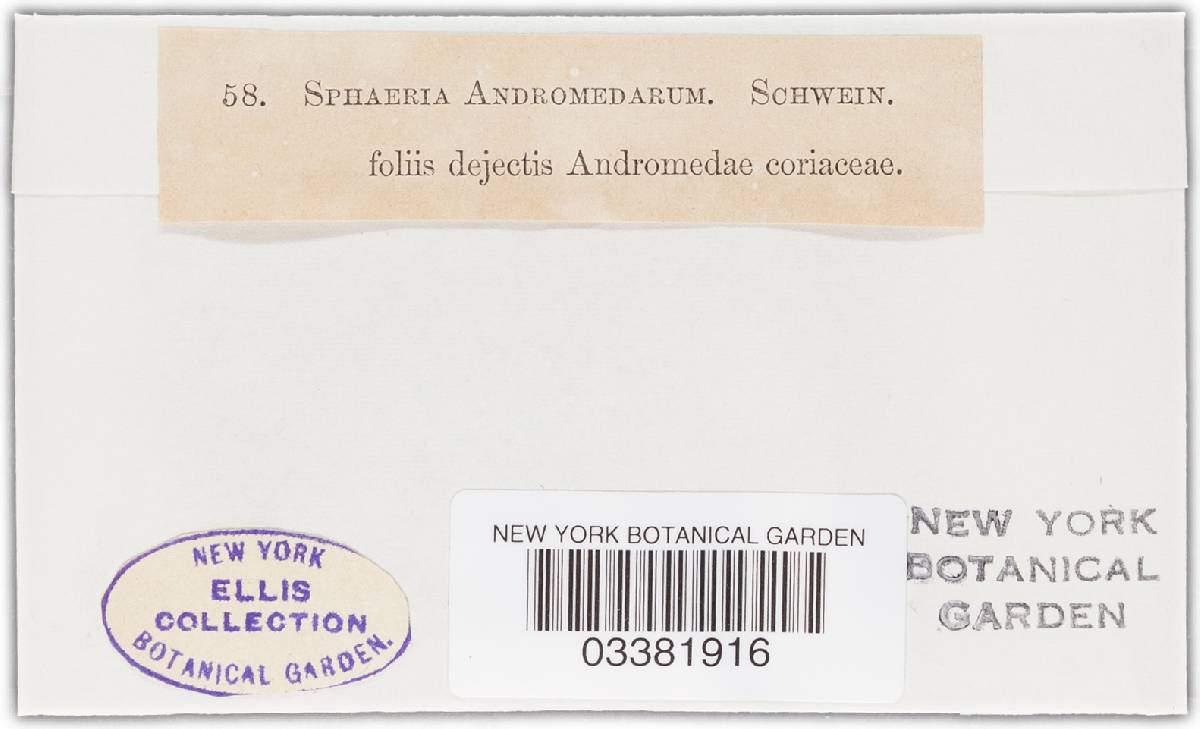 58. SPHAERIA ANDROMEDARUM. SCHWEIN.
foliis dejectis Andromedae coriaceae.
NEW YORK
ELLIS
COLLECTION
BOTANICAL GARDEN.
NEW YORK BOTANICAL GARDEN
03381916
NEW YORK
BOTANICAL
GARDEN